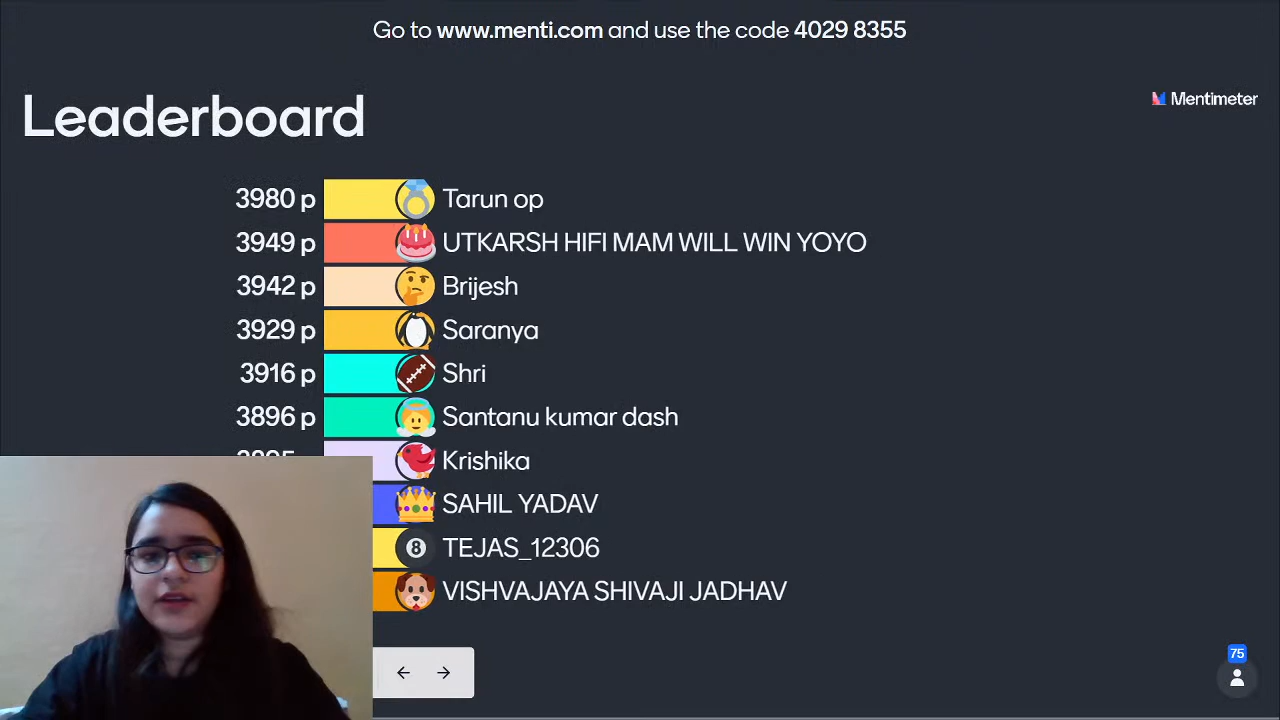 Go to www.menti.com and use the code 4029 8355
Leaderboard
Mentimeter
3980 p Tarun op
3949 p UTKARSH HIFI MAM WILL WIN YOYO
3942 p Brijesh
3929 p Saranya
3916 p Shri
3896 p Santanu kumar dash
Krishika
SAHIL YADAV
8 TEJAS_12306
VISHVAJAYA SHIVAJI JADHAV
75